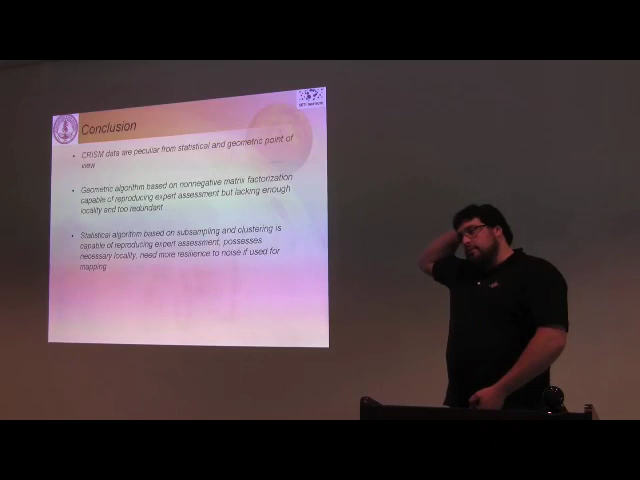 Conclusion
• CRISM data are peculiar from statistical and geometric point of
view
• Geometric algorithm based on nonnegative matrix factorization
capable of reproducing expert assessment but lacking enough
locality and too redundant
• Statistical algorithm based on subsampling and clustering is
capable of reproducing expert assessment, possesses
necessary locality, need more resilience to noise if used for
mapping
SETI Institute